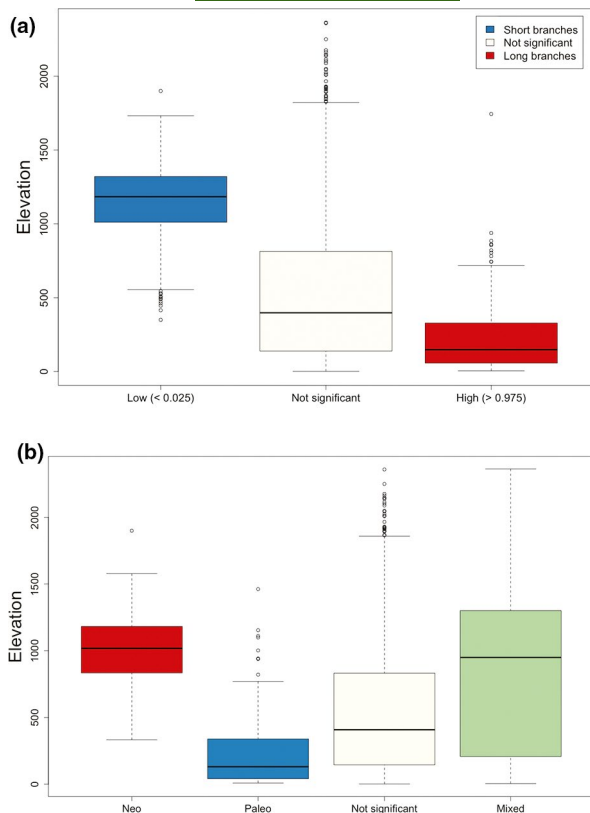 (a)
Short branches
Not significant
Long branches
Elevation
2000
1500
1000
500
0
Low (< 0.025)
Not significant
High (> 0.975)
(b)
Elevation
2000
1500
1000
500
0
Neo
Paleo
Not significant
Mixed